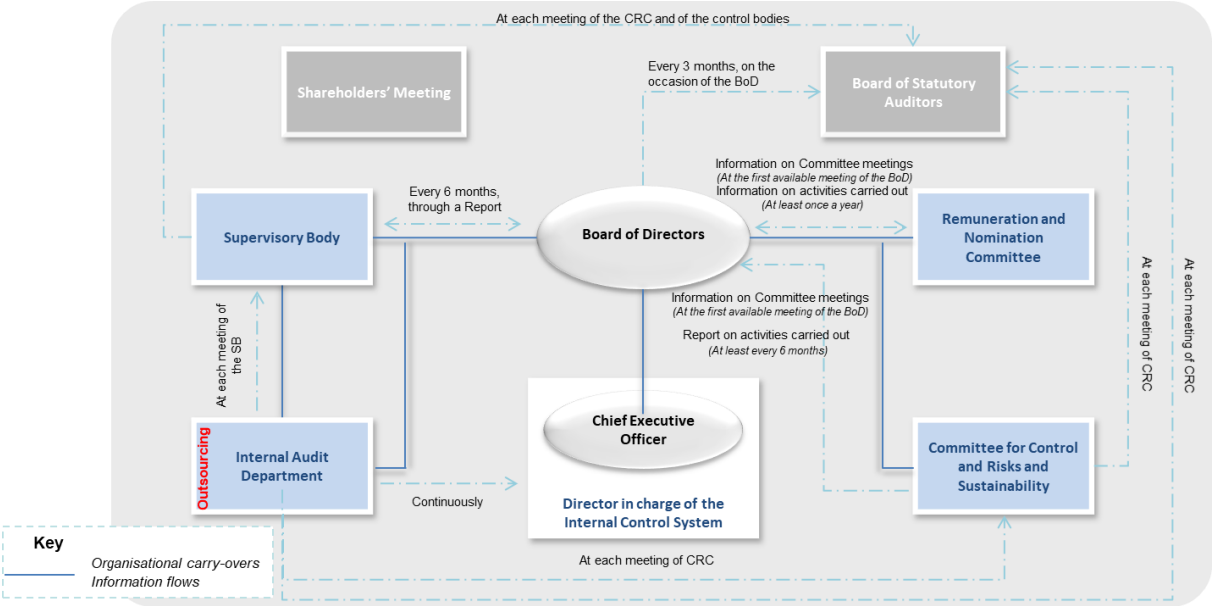 At each meeting of the CRC and of the control bodies
Shareholders' Meeting
Every 3 months, on the
occasion of the BoD
Board of Statutory
Auditors
Every 6 months,
through a Report
Information on Committee meetings
(At the first available meeting of the BoD)
Information on activities carried out
(At least once a year)
Supervisory Body
Board of Directors
Remuneration and
Nomination
Committee
At each meeting of CRC
At each meeting of CRC
At each meeting of
the SB
Information on Committee meetings
(At the first available meeting of the BoD)
Report on activities carried out
(At least every 6 months)
Outsourcing
Internal Audit
Department
Chief Executive
Officer
Committee for Control
and Risks and
Sustainability
Continuously
Director in charge of the
Internal Control System
Key
Organisational carry-overs
Information flows
At each meeting of CRC